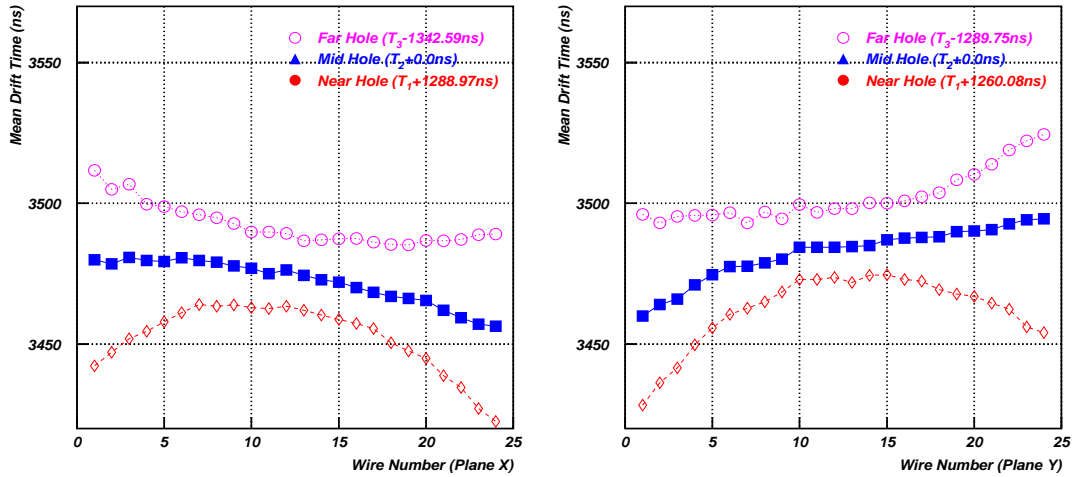 Mean Drift Time (ns)
3550
3500
3450
Far Hole (T3-1342.59ns)
Mid Hole (T2+0.0ns)
Near Hole (T1+1288.97ns)
0
5
10
15
20
25
Wire Number (Plane X)
Mean Drift Time (ns)
3550
3500
3450
Far Hole (T3-1289.75ns)
Mid Hole (T2+0.0ns)
Near Hole (T1+1260.08ns)
0
5
10
15
20
25
Wire Number (Plane Y)